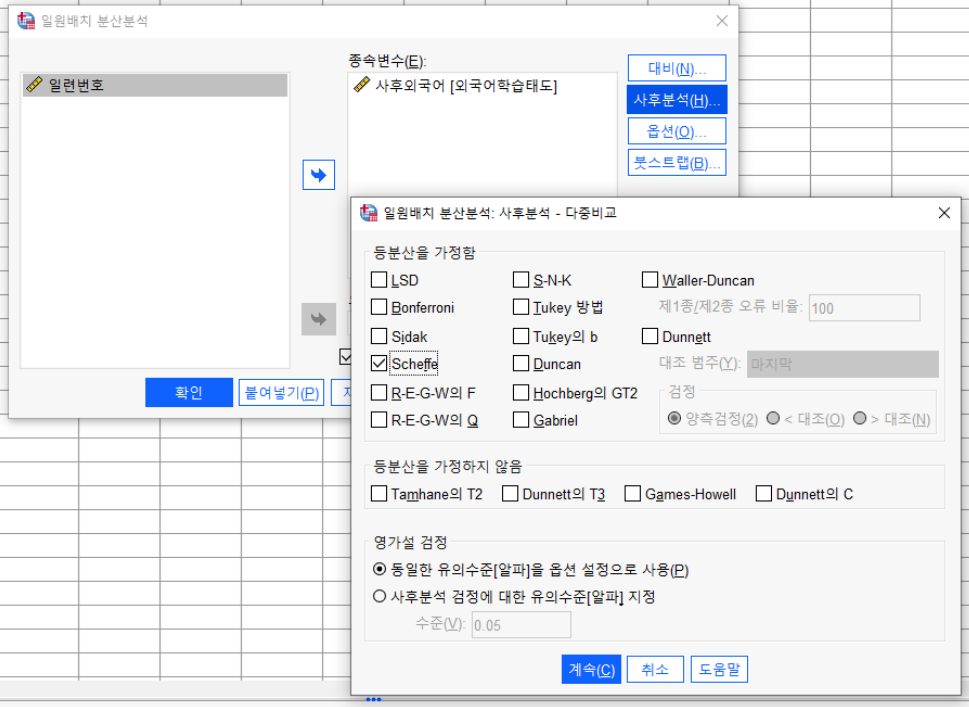 일원배치 분산분석
일련번호
종속변수(E):
사후외국어 [외국어학습태도]
대비(N)...
사후분석(H)...
옵션(O)...
붓스트랩(B)...
확인
붙여넣기(P)
일원배치 분산분석: 사후분석 - 다중비교
등분산을 가정함
LSD
S-N-K
Waller-Duncan
Bonferroni
Tukey 방법
제1종/제2종 오류 비율: 100
Sidak
Tukey의 b
Dunnett
Scheffe
Duncan
대조 범주(Y): 마지막
R-E-G-W의 F
Hochberg의 GT2
검정
R-E-G-W의 Q
Gabriel
양측검정(2) < 대조(O) > 대조(N)
등분산을 가정하지 않음
Tamhane의 T2 Dunnett의 T3 Games-Howell Dunnett의 C
영가설 검정
동일한 유의수준[알파]을 옵션 설정으로 사용(P)
사후분석 검정에 대한 유의수준[알파] 지정
수준(V): 0.05
계속(C) 취소 도움말